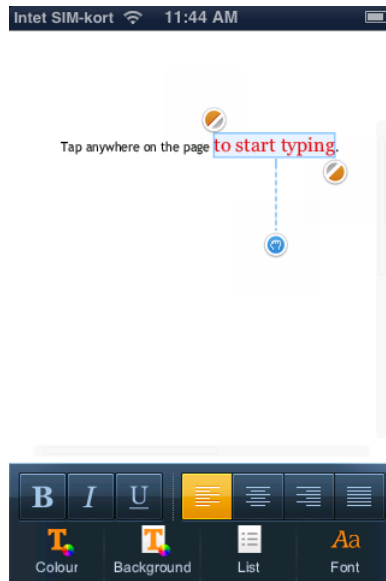 Intet SIM-kort 11:44 AM
Tap anywhere on the page to start typing.
B I U
T T Aa
Colour Background List Font